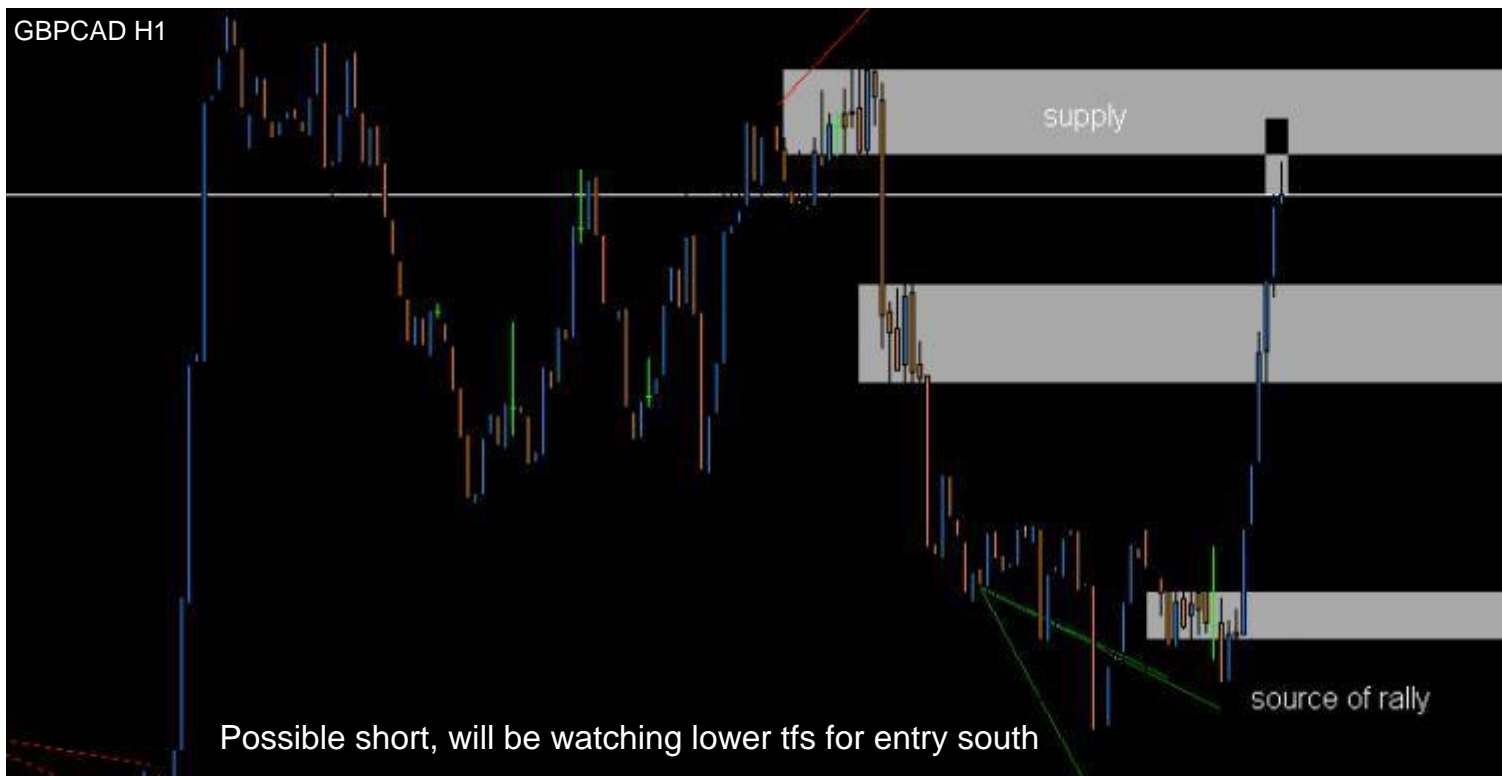 GBPCAD H1
supply
source of rally
Possible short, will be watching lower tfs for entry south